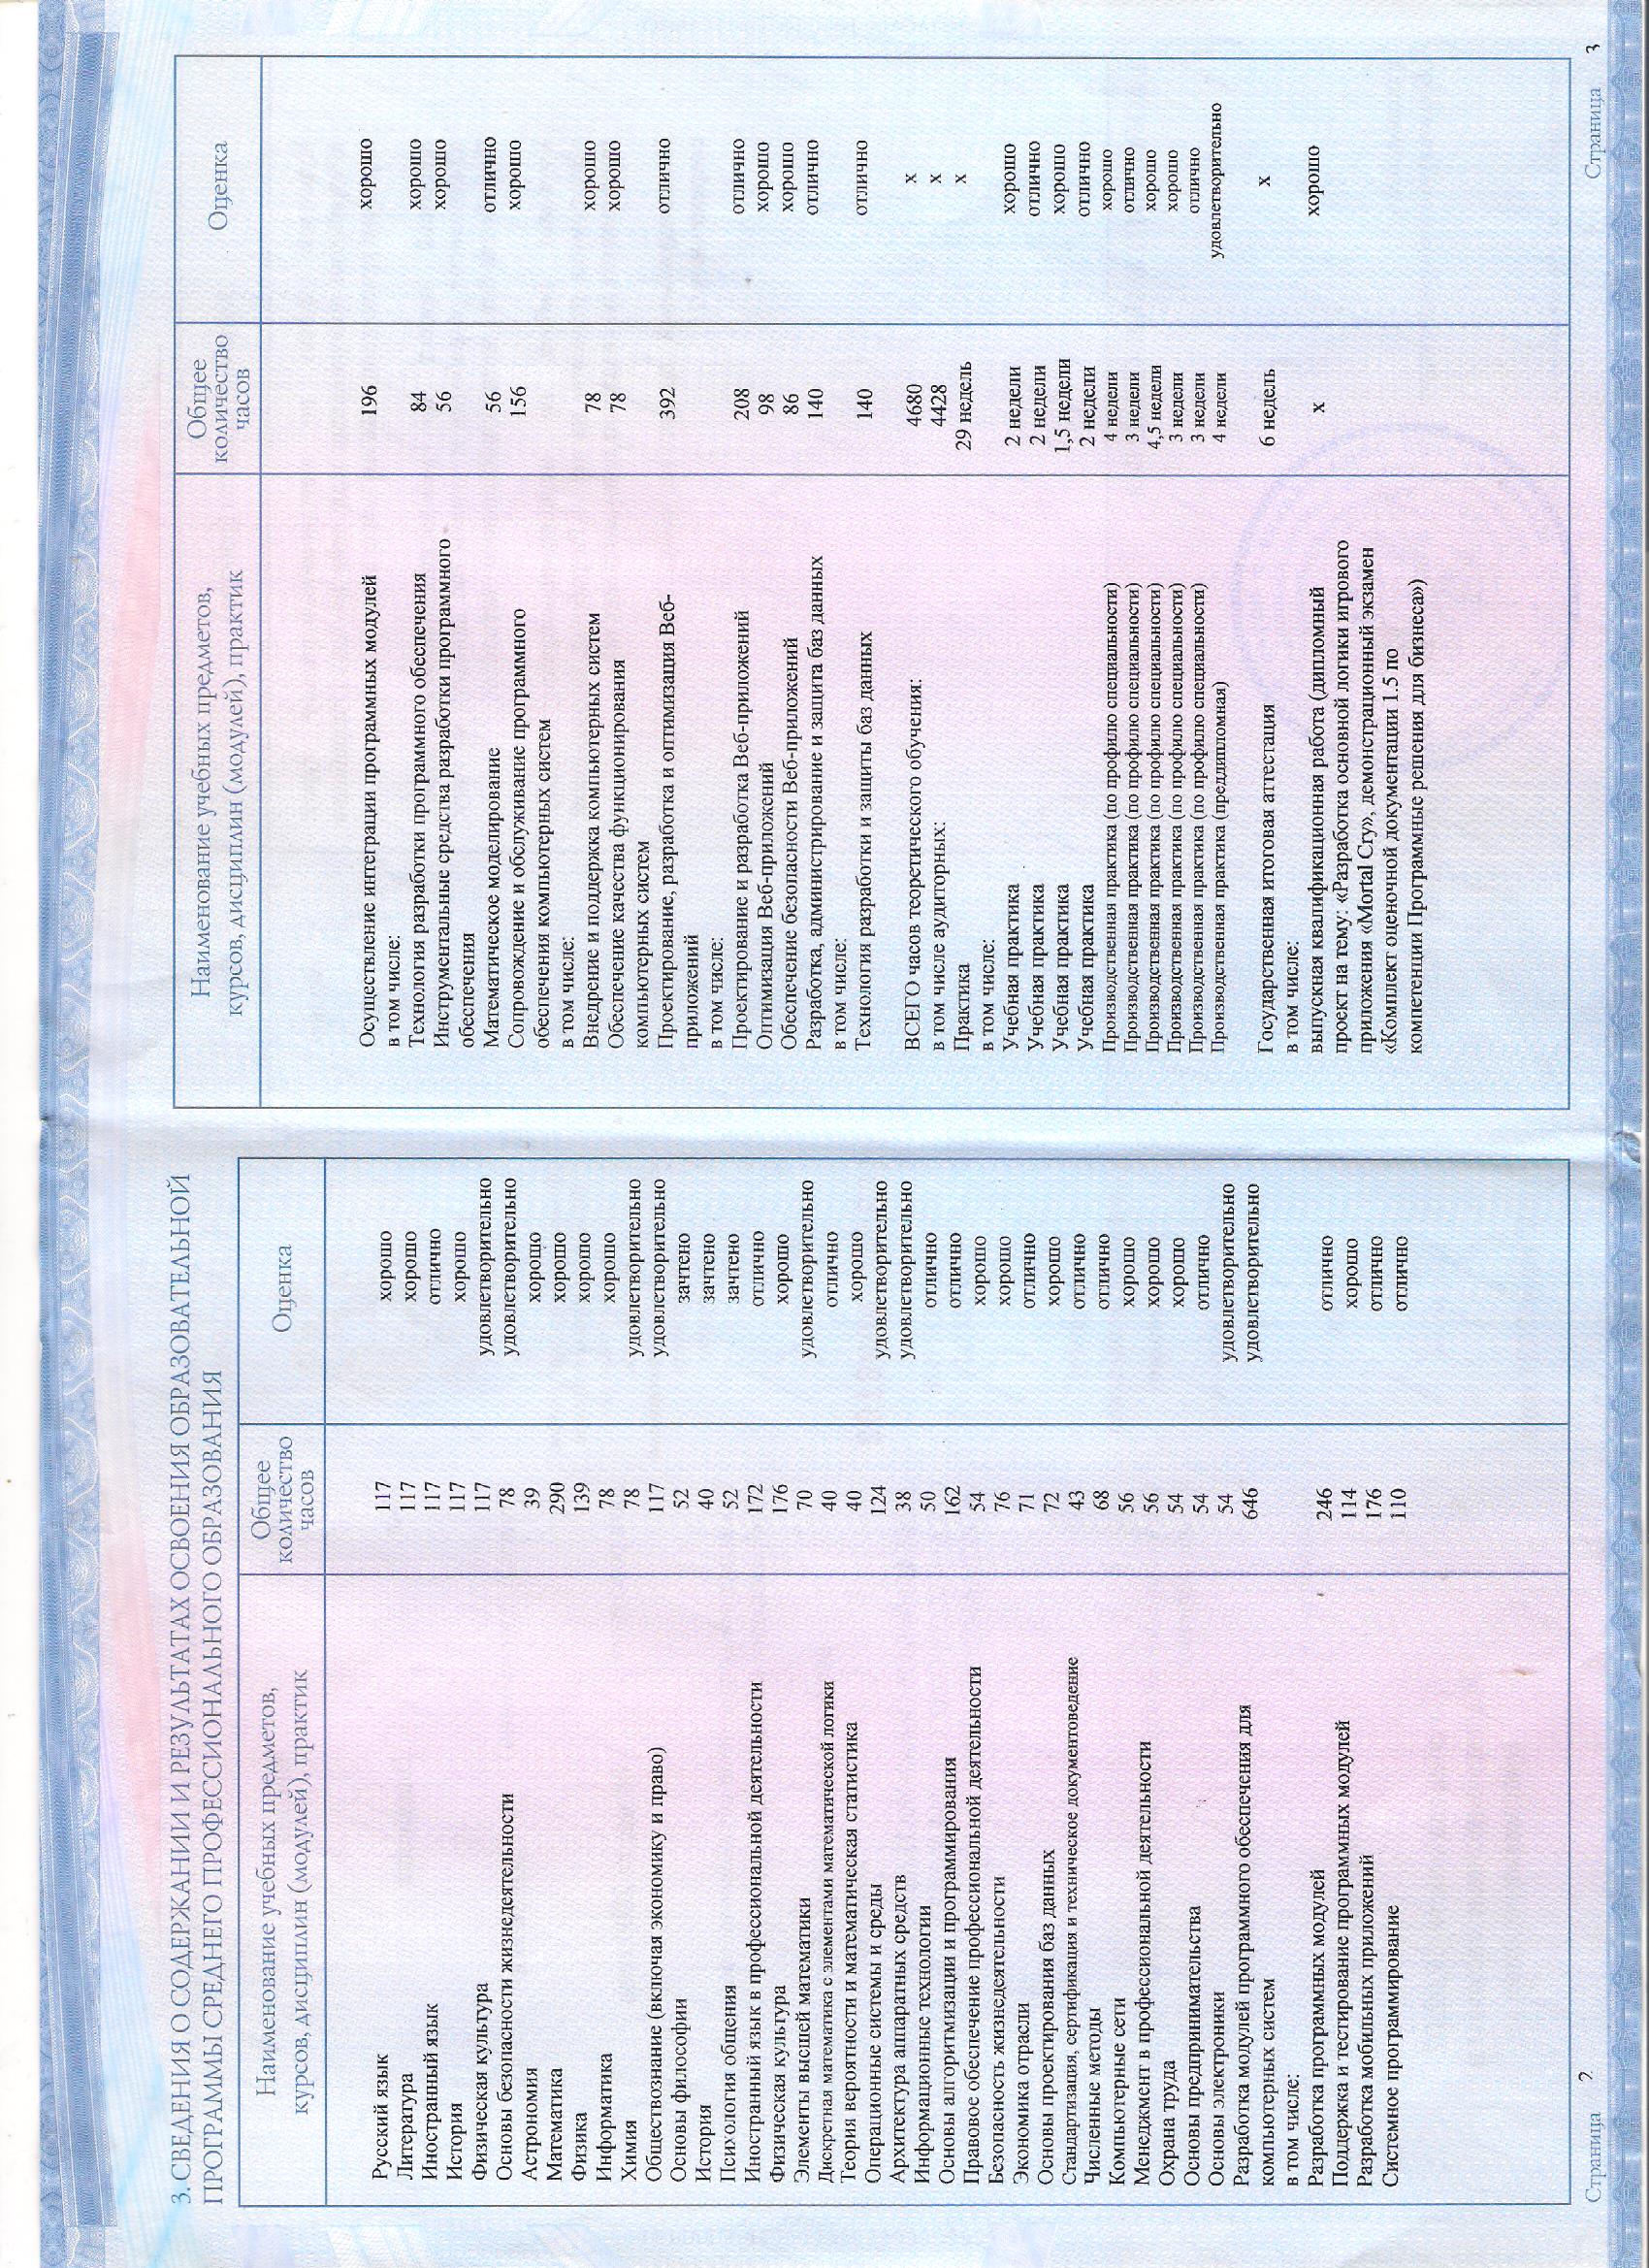 3. СВЕДЕНИЯ О СОДЕРЖАНИИ И РЕЗУЛЬТАТАХ ОСВОЕНИЯ ОБРАЗОВАТЕЛЬНОЙ
ПРОГРАММЫ СРЕДНЕГО ПРОФЕССИОНАЛЬНОГО ОБРАЗОВАНИЯ
Наименование учебных предметов,
курсов, дисциплин (модулей), практик
Общее
количество
часов
Оценка
Русский язык 117 хорошо
Литература 117 хорошо
Иностранный язык 117 отлично
История 117 хорошо
Физическая культура 117 удовлетворительно
Основы безопасности жизнедеятельности 78 удовлетворительно
Астрономия 39 хорошо
Математика 290 хорошо
Физика 139 хорошо
Информатика 78 хорошо
Химия 78 удовлетворительно
Обществознание (включая экономику и право) 117 удовлетворительно
Основы философии 52 зачтено
История 40 зачтено
Психология общения 52 зачтено
Иностранный язык в профессиональной деятельности 172 отлично
Физическая культура 176 хорошо
Элементы высшей математики 70 удовлетворительно
Дискретная математика с элементами математической логики 40 отлично
Теория вероятности и математическая статистика 40 хорошо
Операционные системы и среды 124 удовлетворительно
Архитектура аппаратных средств 38 удовлетворительно
Информационные технологии 50 отлично
Основы алгоритмизации и программирования 162 отлично
Правовое обеспечение профессиональной деятельности 54 хорошо
Безопасность жизнедеятельности 76 хорошо
Экономика отрасли 71 отлично
Основы проектирования баз данных 72 хорошо
Стандартизация, сертификация и техническое документоведение 43 отлично
Численные методы 68 отлично
Компьютерные сети 56 хорошо
Менеджмент в профессиональной деятельности 56 хорошо
Охрана труда 54 хорошо
Основы предпринимательства 54 отлично
Основы электроники 54 удовлетворительно
Разработка модулей программного обеспечения для 646 удовлетворительно
компьютерных систем
в том числе:
Разработка программных модулей 246 отлично
Поддержка и тестирование программных модулей 114 хорошо
Разработка мобильных приложений 176 отлично
Системное программирование 110 отлично
Страница 2
Наименование учебных предметов,
курсов, дисциплин (модулей), практик
Общее
количество
часов
Оценка
Осуществление интеграции программных модулей 196 хорошо
в том числе:
Технология разработки программного обеспечения 84 хорошо
Инструментальные средства разработки программного 56 хорошо
обеспечения
Математическое моделирование 56 отлично
Сопровождение и обслуживание программного 156 хорошо
обеспечения компьютерных систем
в том числе:
Внедрение и поддержка компьютерных систем 78 хорошо
Обеспечение качества функционирования 78 хорошо
компьютерных систем
Проектирование, разработка и оптимизация Веб- 392 отлично
приложений
в том числе:
Проектирование и разработка Веб-приложений 208 отлично
Оптимизация Веб-приложений 98 хорошо
Обеспечение безопасности Веб-приложений 86 хорошо
Разработка, администрирование и защита баз данных 140 отлично
в том числе:
Технология разработки и защиты баз данных 140 отлично
ВСЕГО часов теоретического обучения: 4680 х
в том числе аудиторных: 4428 х
Практика 29 недель х
в том числе:
Учебная практика 2 недели хорошо
Учебная практика 2 недели отлично
Учебная практика 1,5 недели хорошо
Учебная практика 2 недели отлично
Производственная практика (по профилю специальности) 4 недели хорошо
Производственная практика (по профилю специальности) 3 недели отлично
Производственная практика (по профилю специальности) 4,5 недели хорошо
Производственная практика (по профилю специальности) 3 недели хорошо
Производственная практика (по профилю специальности) 3 недели отлично
Производственная практика (преддипломная) 4 недели удовлетворительно
Государственная итоговая аттестация 6 недель х
в том числе:
выпускная квалификационная работа (дипломный х хорошо
проект на тему: «Разработка основной логики игрового
приложения «Mortal Cry», демонстрационный экзамен
«Комплект оценочной документации 1.5 по
компетенции Программные решения для бизнеса»)
Страница 3